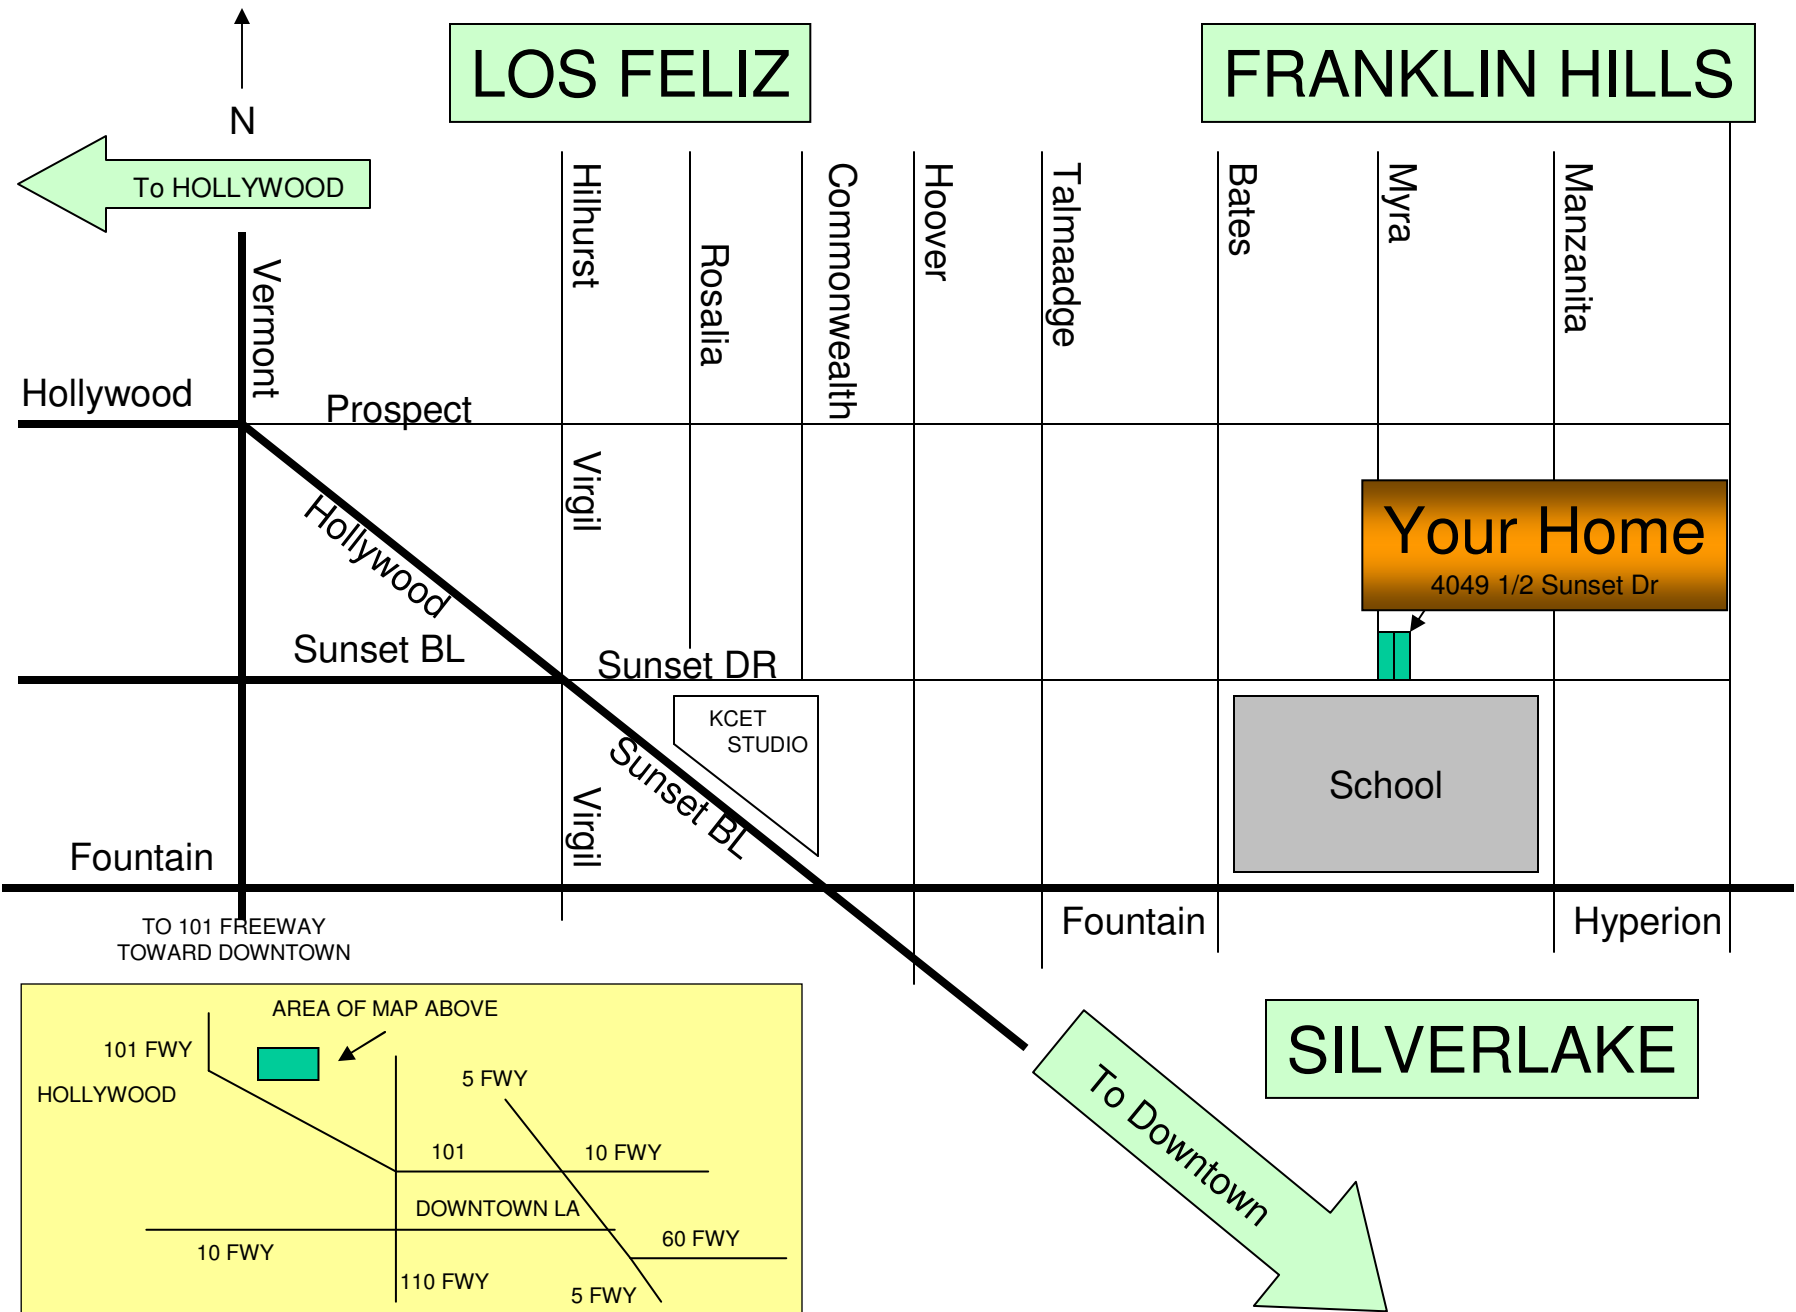 LOS FELIZ
FRANKLIN HILLS
N
To HOLLYWOOD
Vermont
Hilhurst
Rosalia
Commonwealth
Hoover
Talmaadge
Bates
Myra
Manzanita
Hollywood
Prospect
Virgil
Hollywood
Your Home
4049 1/2 Sunset Dr
Sunset BL
Sunset DR
KCET
STUDIO
Sunset BL
School
Virgil
Fountain
TO 101 FREEWAY
TOWARD DOWNTOWN
Fountain
Hyperion
SILVERLAKE
To Downtown
AREA OF MAP ABOVE
101 FWY
HOLLYWOOD
5 FWY
101
10 FWY
DOWNTOWN LA
10 FWY
60 FWY
110 FWY
5 FWY